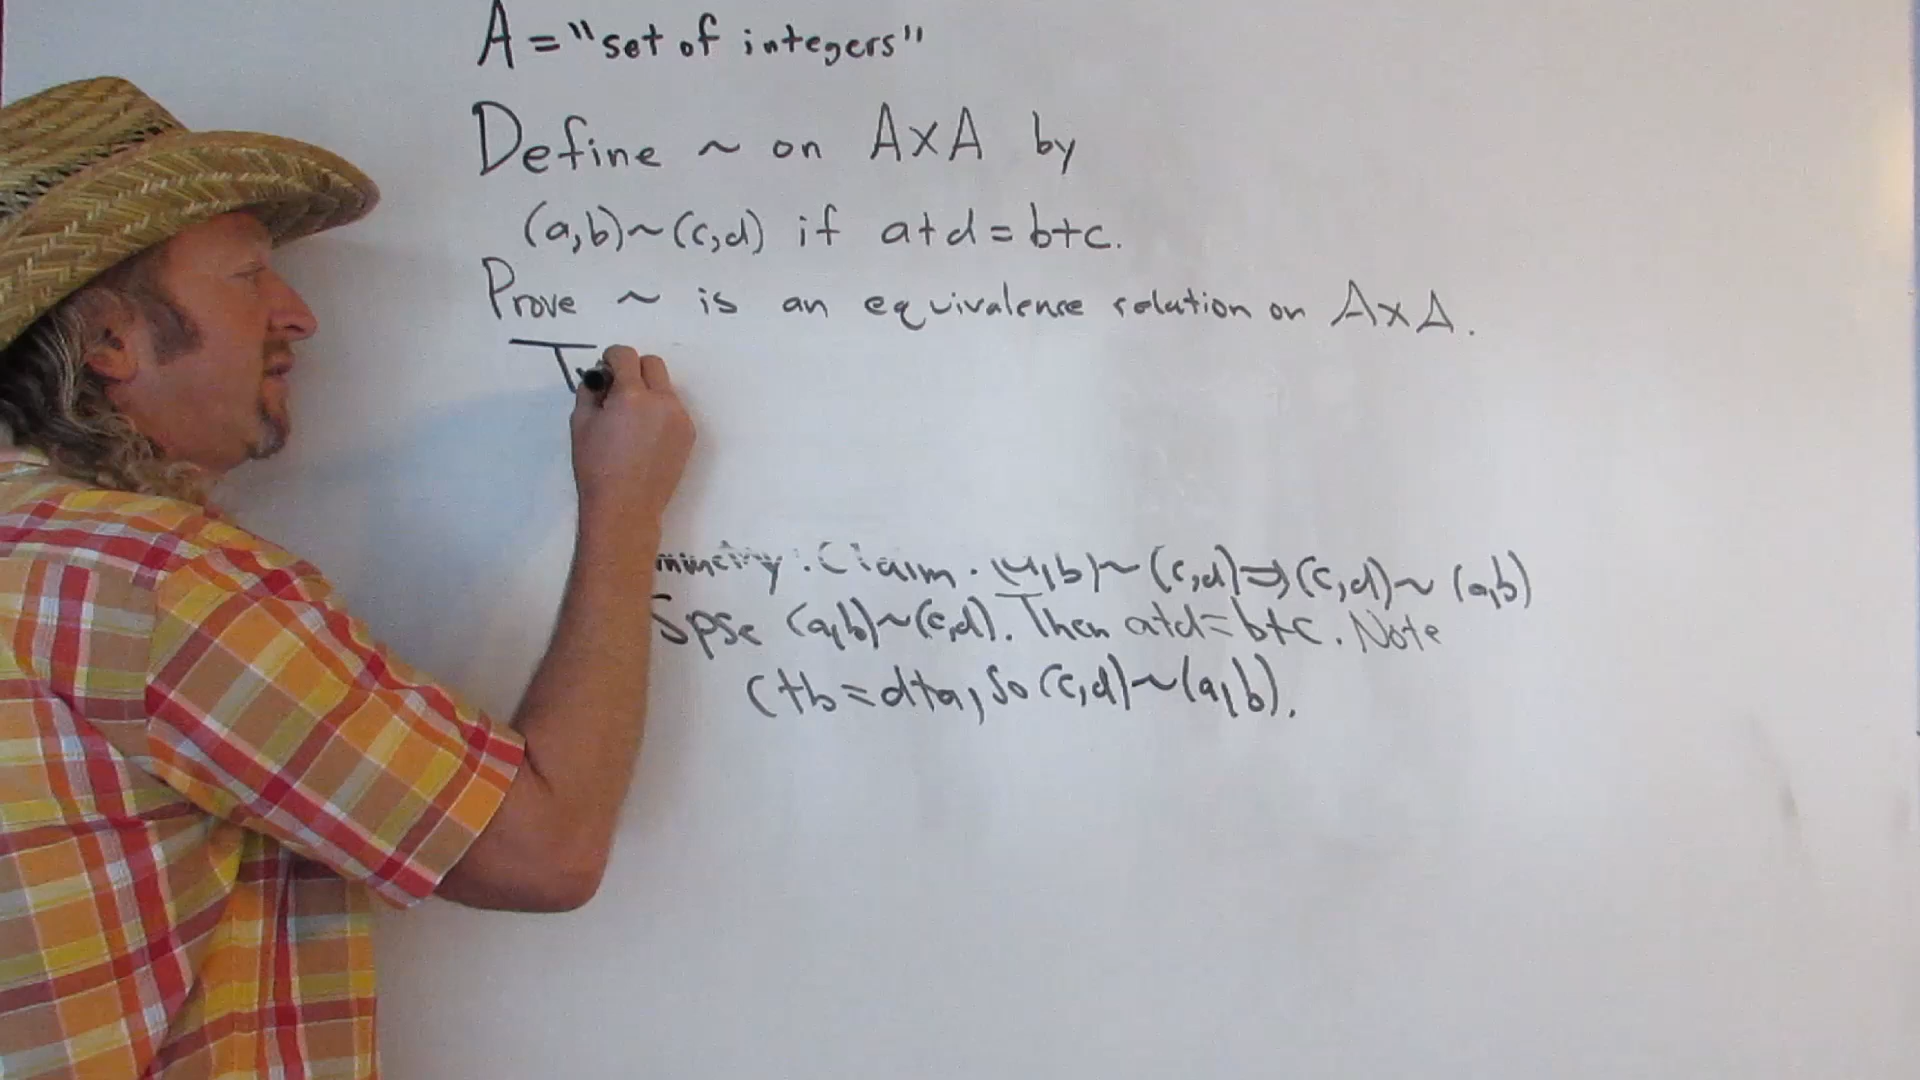 A = "set of integers"
Define ~ on A×A by
(a,b)~(c,d) if a+d=b+c.
Prove ~ is an equivalence relation on A×A.
Claim. (a,b)~(c,d)⇒(c,d)~(a,b)
Spse (a,b)~(c,d). Then a+d=b+c. Note
c+b=d+a, so (c,d)~(a,b).